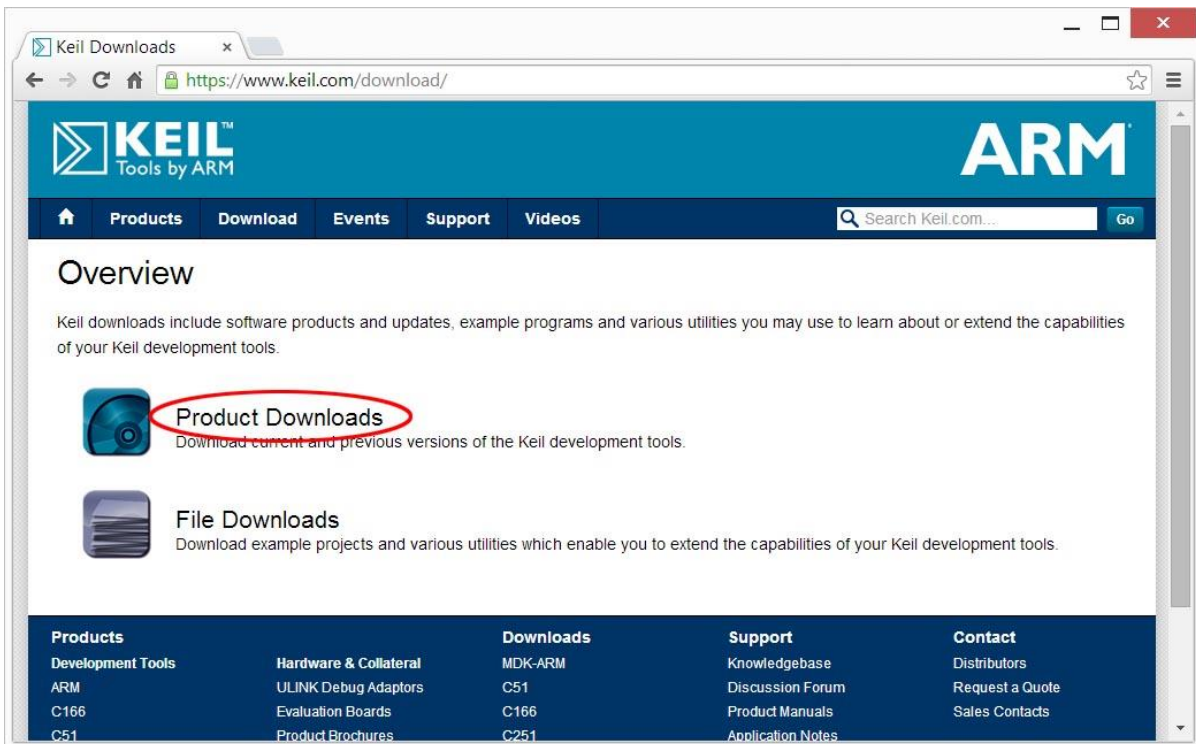 Keil Downloads
https://www.keil.com/download/
KEIL™
Tools by ARM
ARM®
Products Download Events Support Videos Search Keil.com... Go
Overview
Keil downloads include software products and updates, example programs and various utilities you may use to learn about or extend the capabilities
of your Keil development tools.
Product Downloads
Download current and previous versions of the Keil development tools.
File Downloads
Download example projects and various utilities which enable you to extend the capabilities of your Keil development tools.
Products Downloads Support Contact
Development Tools Hardware & Collateral MDK-ARM Knowledgebase Distributors
ARM ULINK Debug Adaptors C51 Discussion Forum Request a Quote
C166 Evaluation Boards C166 Product Manuals Sales Contacts
C51 Product Brochures C251 Application Notes